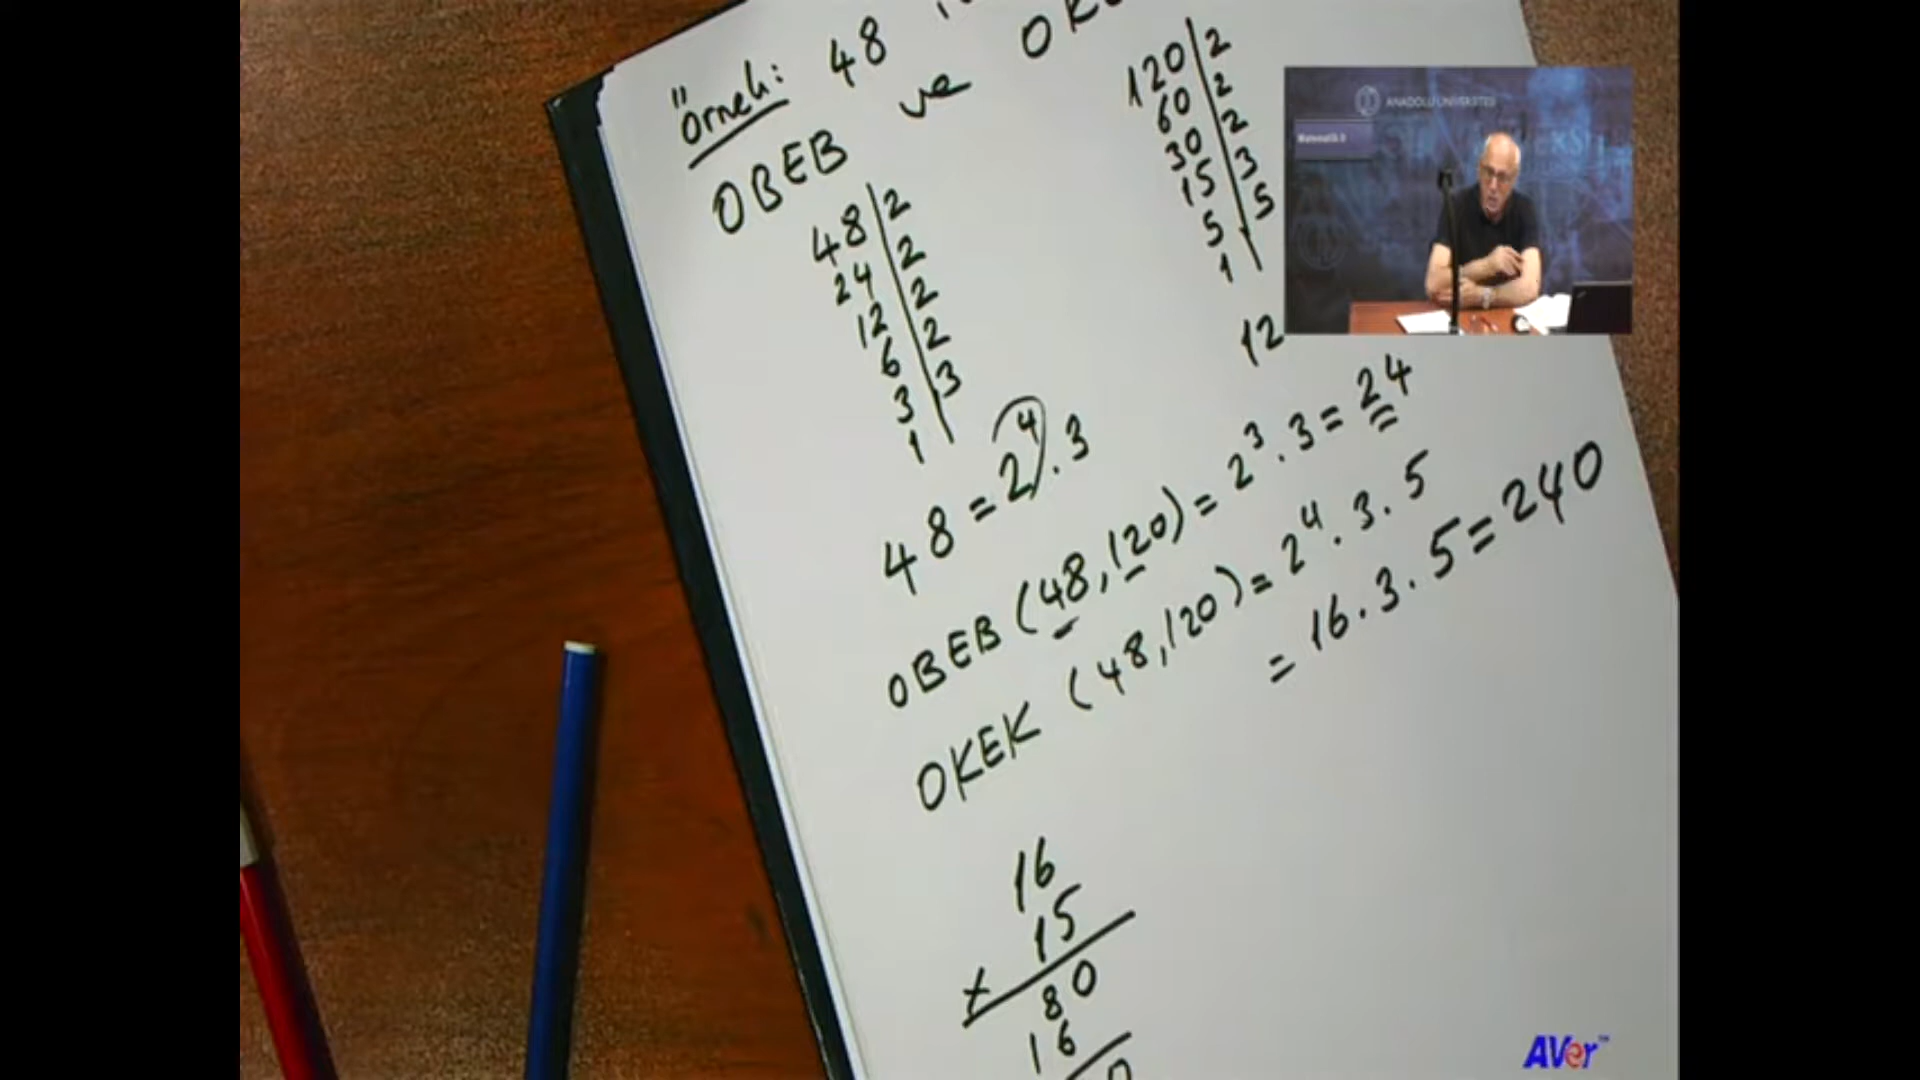 Örnek: 48
OBEB ve
48 2
24 2
12 2
6 2
3 3
1
120 2
60 2
30 2
15 3
5 5
1
12
48 = 2⁴ . 3
OBEB (48,120) = 2³ . 3 = 24
OKEK (48,120) = 2⁴ . 3 . 5
= 16 . 3 . 5 = 240
16
15
x
80
16
0
ANADOLU ÜNİVERSİTESİ
AVer™